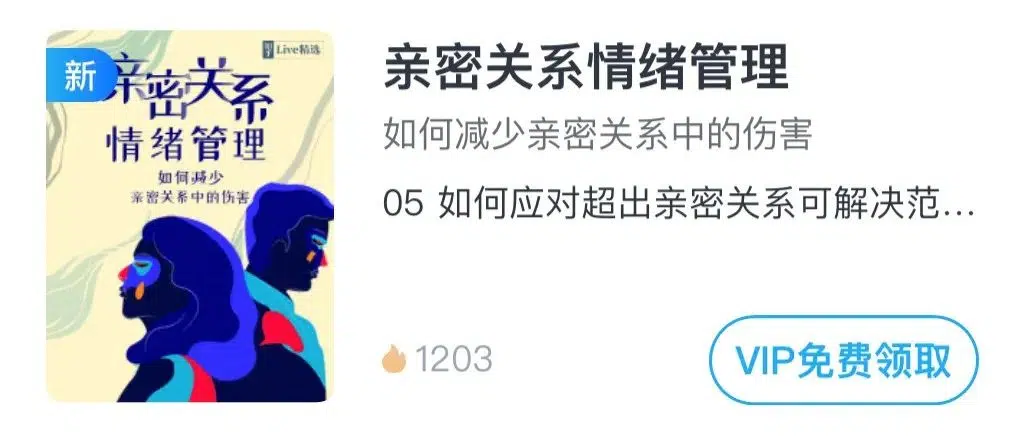 新
知乎 Live精选
亲密关系
情绪管理
如何减少
亲密关系中的伤害
亲密关系情绪管理
如何减少亲密关系中的伤害
05 如何应对超出亲密关系可解决范...
1203
VIP免费领取